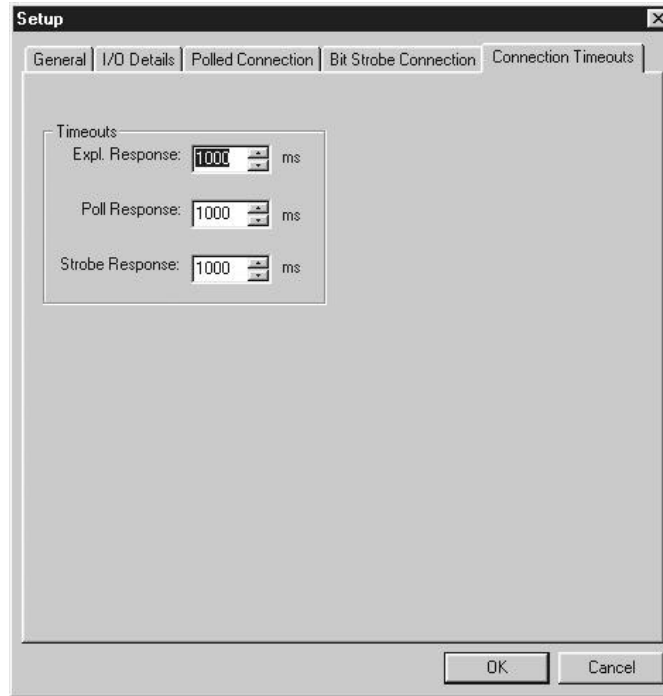 Setup
General I/O Details Polled Connection Bit Strobe Connection Connection Timeouts
Timeouts
Expl. Response: 1000 ms
Poll Response: 1000 ms
Strobe Response: 1000 ms
OK Cancel